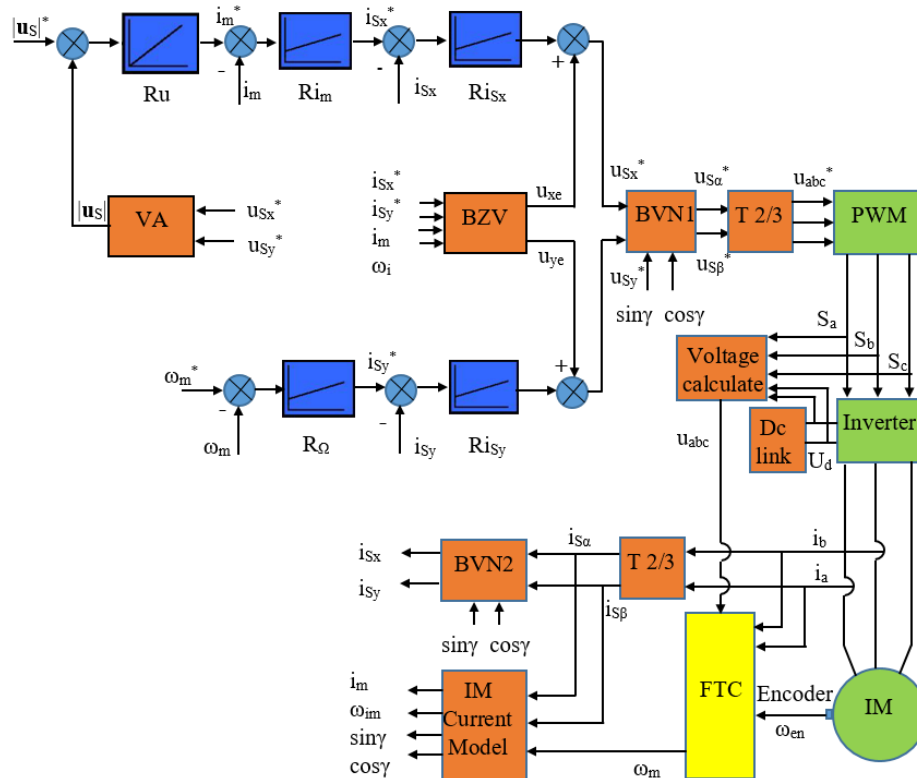 |uS|*
im*
iSx*
-
im
-
iSx
+
Ru
Rim
RiSx
|uS|
VA
uSx*
uSy*
iSx*
iSy*
im
ωi
BZV
uxe
uye
uSx*
BVN1
uSy*
sinγ cosγ
uSα*
uSβ*
T 2/3
uabc*
PWM
Sa
Sb
Sc
Voltage
calculate
ωm*
-
ωm
RΩ
iSy*
-
iSy
RiSy
+
uabc
Dc
link
Ud
Inverter
iSx
iSy
BVN2
sinγ cosγ
iSα
iSβ
T 2/3
ib
ia
im
ωim
sinγ
cosγ
IM
Current
Model
ωm
FTC
Encoder
ωen
IM